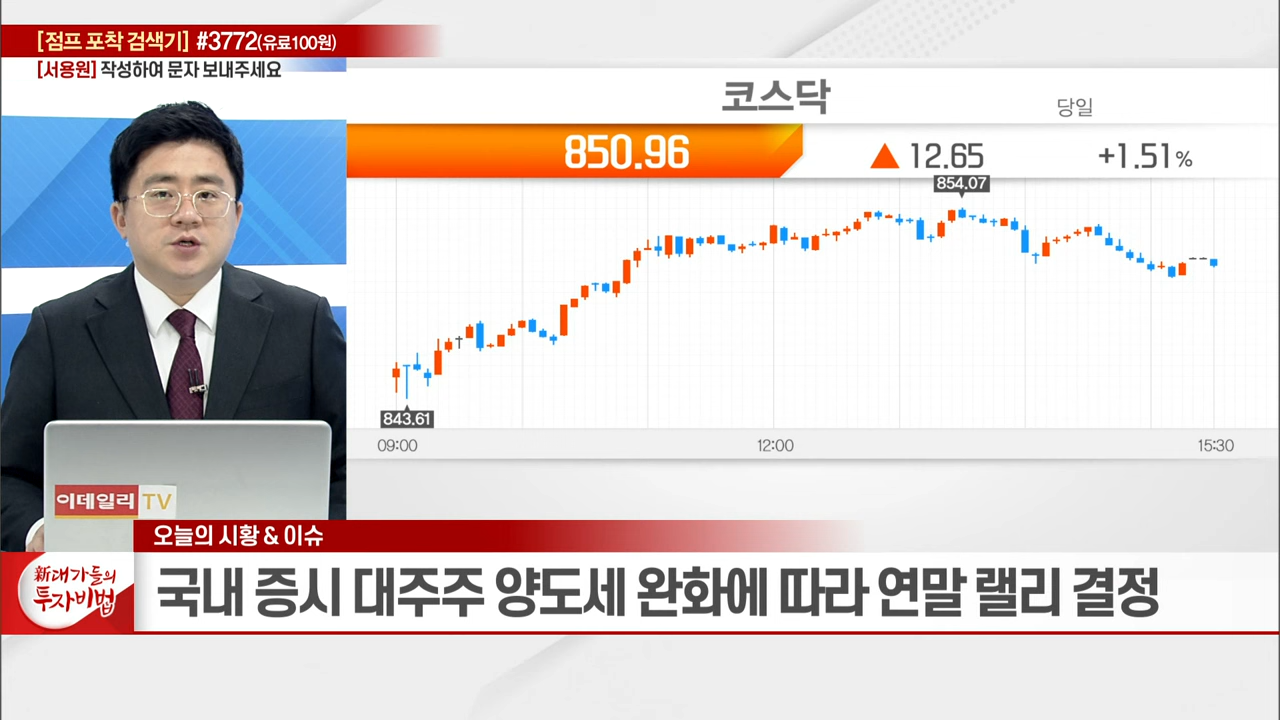 [점프 포착 검색기] #3772(유료100원)
[서용원] 작성하여 문자 보내주세요
코스닥
당일
850.96 ▲ 12.65 +1.51%
854.07
843.61
09:00 12:00 15:30
이데일리 TV
오늘의 시황 & 이슈
新대가들의
투자비법
국내 증시 대주주 양도세 완화에 따라 연말 랠리 결정